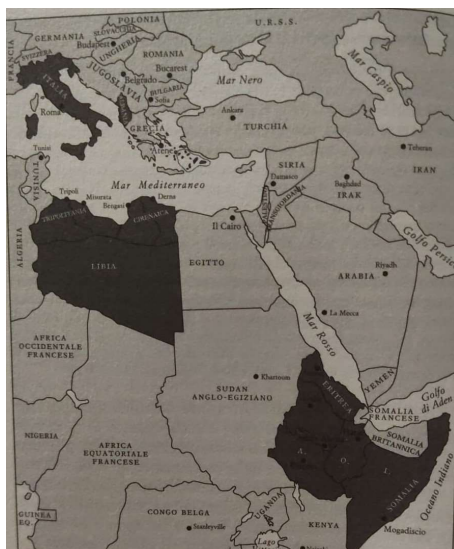 POLONIA
U.R.S.S.
GERMANIA
SLOVACCHIA
FRANCIA
Budapest
UNGHERIA
SVIZZERA
ROMANIA
Bucarest
JUGOSLAVIA
ITALIA
Belgrado
Mar Nero
Mar Caspio
BULGARIA
Sofia
Roma
Ankara
GRECIA
TURCHIA
Atene
Tunisi
Teheran
TUNISIA
SIRIA
IRAN
Mar Mediterraneo
Damasco
Baghdad
Tripoli
Misurata
Derna
Bengasi
IRAK
PALESTINA
TRANSGIORDANIA
TRIPOLITANIA
CIRENAICA
Il Cairo
Golfo Persico
ALGERIA
LIBIA
EGITTO
Riyadh
ARABIA
La Mecca
Mar Rosso
AFRICA
OCCIDENTALE
FRANCESE
Khartoum
YEMEN
SUDAN
ANGLO-EGIZIANO
ERITREA
Golfo
di Aden
SOMALIA
FRANCESE
SOMALIA
BRITANNICA
NIGERIA
AFRICA
EQUATORIALE
FRANCESE
A.
O.
I.
SOMALIA
Oceano Indiano
GUINEA
EQ.
CONGO BELGA
UGANDA
Stanleyville
KENYA
Lago
Mogadiscio